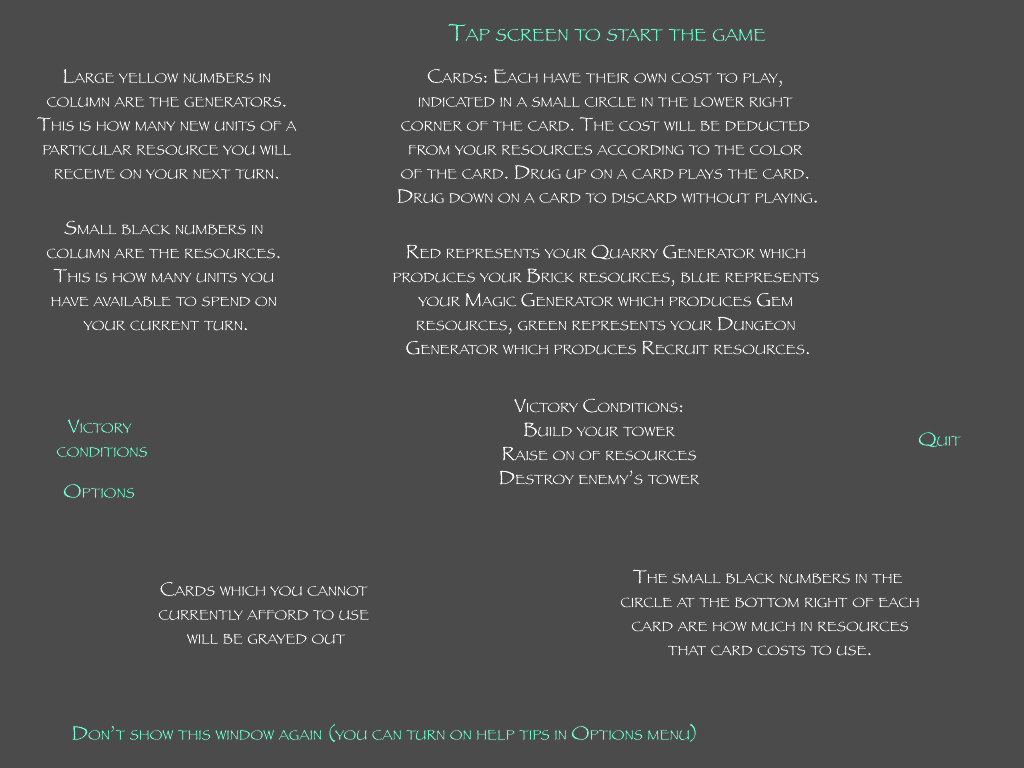 Tap screen to start the game
Large yellow numbers in
column are the generators.
This is how many new units of a
particular resource you will
receive on your next turn.
Small black numbers in
column are the resources.
This is how many units you
have available to spend on
your current turn.
Cards: Each have their own cost to play,
indicated in a small circle in the lower right
corner of the card. The cost will be deducted
from your resources according to the color
of the card. Drug up on a card plays the card.
Drug down on a card to discard without playing.
Red represents your Quarry Generator which
produces your Brick resources, blue represents
your Magic Generator which produces Gem
resources, green represents your Dungeon
Generator which produces Recruit resources.
Victory
conditions
Options
Victory Conditions:
Build your tower
Raise on of resources
Destroy enemy's tower
Quit
Cards which you cannot
currently afford to use
will be grayed out
The small black numbers in the
circle at the bottom right of each
card are how much in resources
that card costs to use.
Don't show this window again (you can turn on help tips in Options menu)